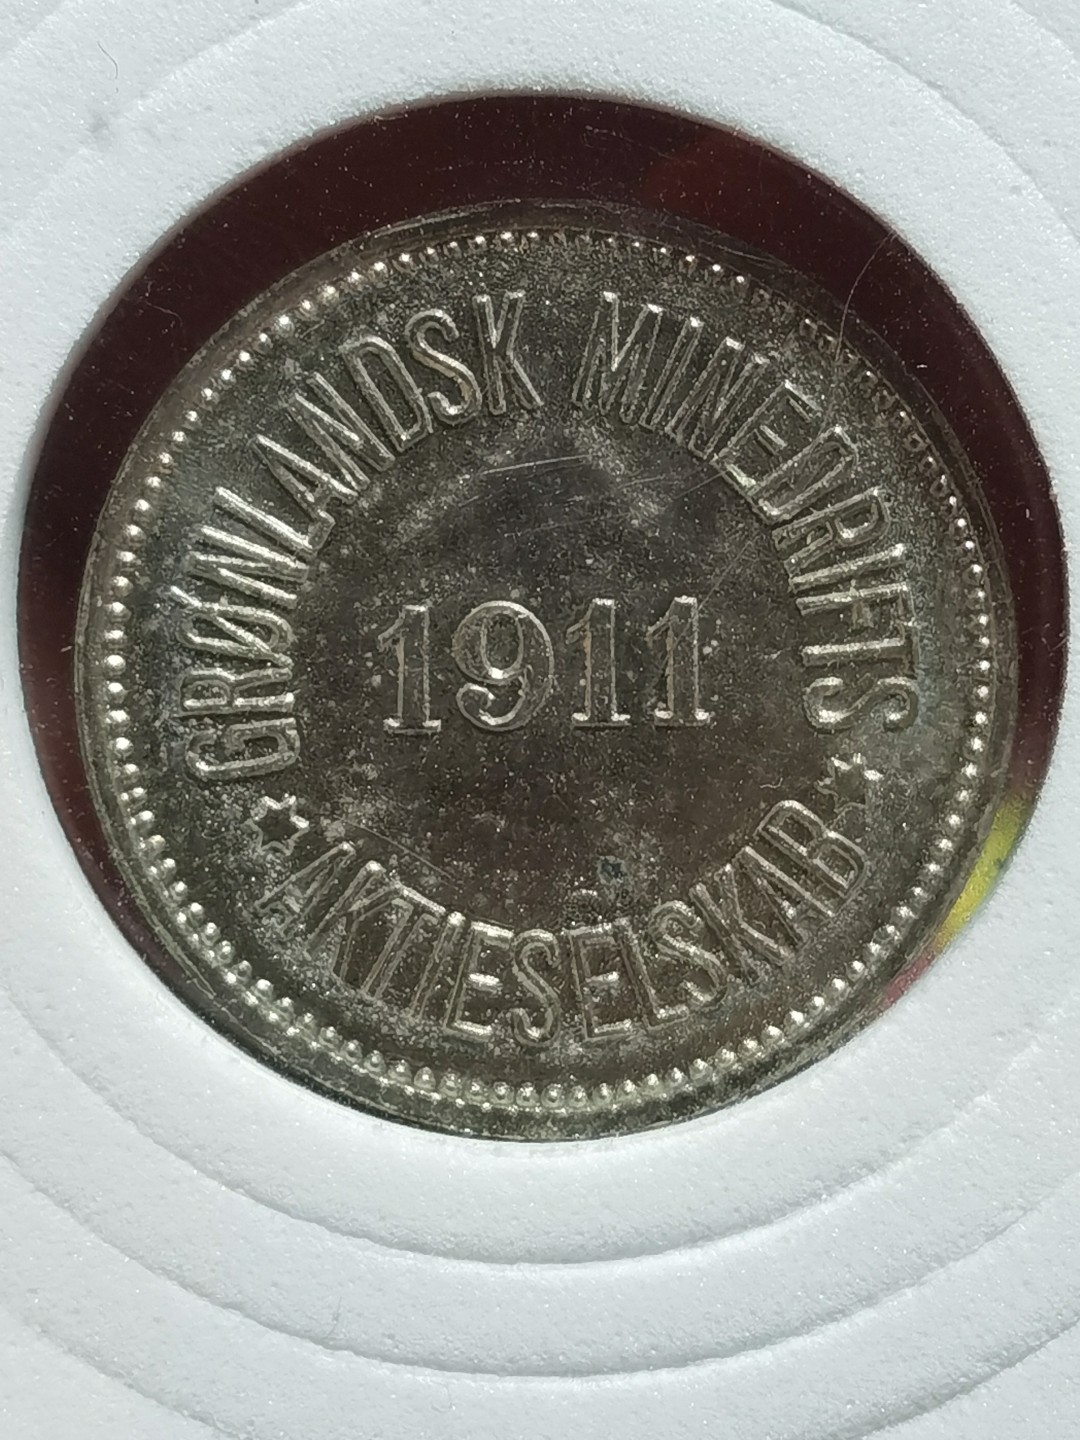 GRØNLANDSK MINEDRIFTS
1911
AKTIESELSKAB